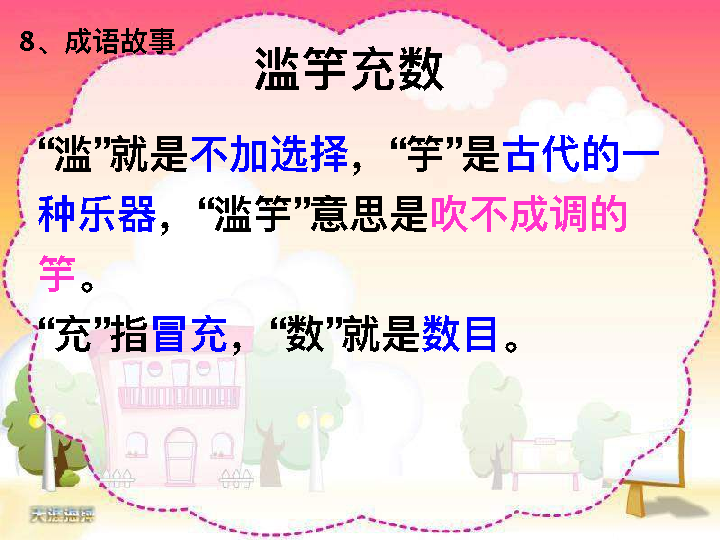 8、成语故事
滥竽充数
“滥”就是不加选择，“竽”是古代的一
种乐器，“滥竽”意思是吹不成调的
竽。
“充”指冒充，“数”就是数目。
天涯海角